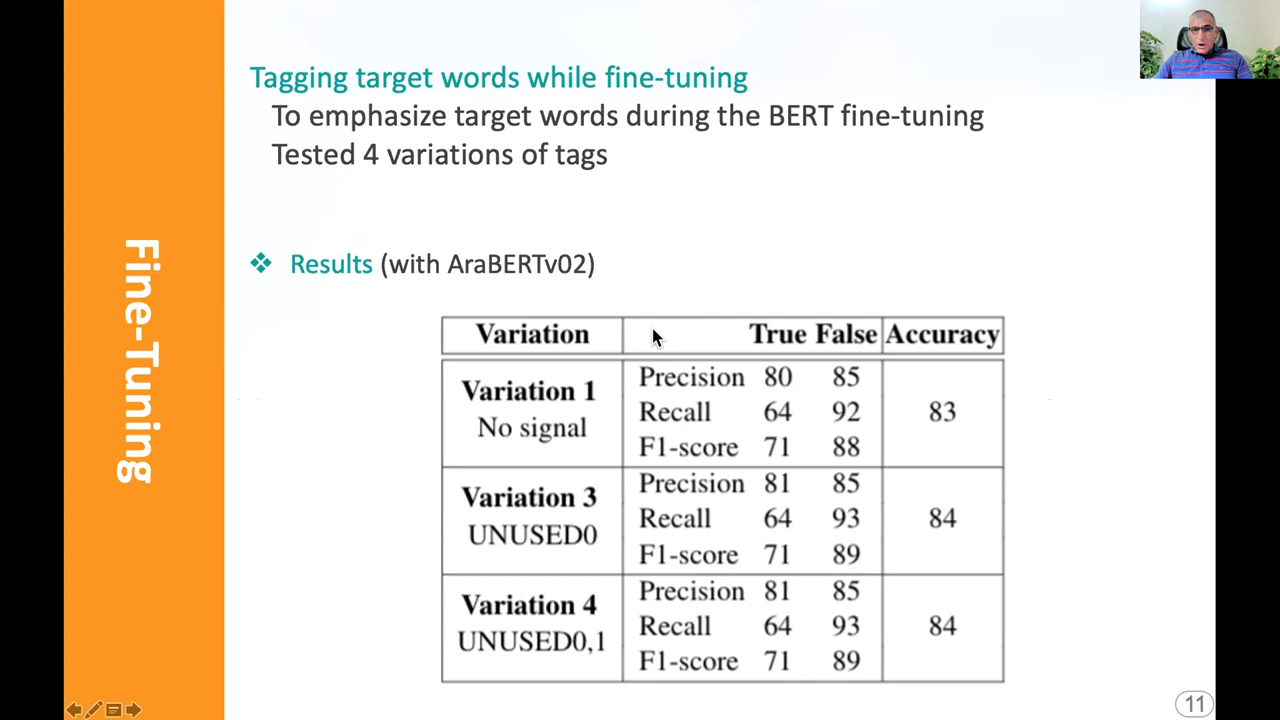 Fine-Tuning
Tagging target words while fine-tuning
To emphasize target words during the BERT fine-tuning
Tested 4 variations of tags
❖ Results (with AraBERTv02)
Variation True False Accuracy
Variation 1 No signal Precision 80 85 83
Recall 64 92
F1-score 71 88
Variation 3 UNUSED0 Precision 81 85 84
Recall 64 93
F1-score 71 89
Variation 4 UNUSED0,1 Precision 81 85 84
Recall 64 93
F1-score 71 89
11